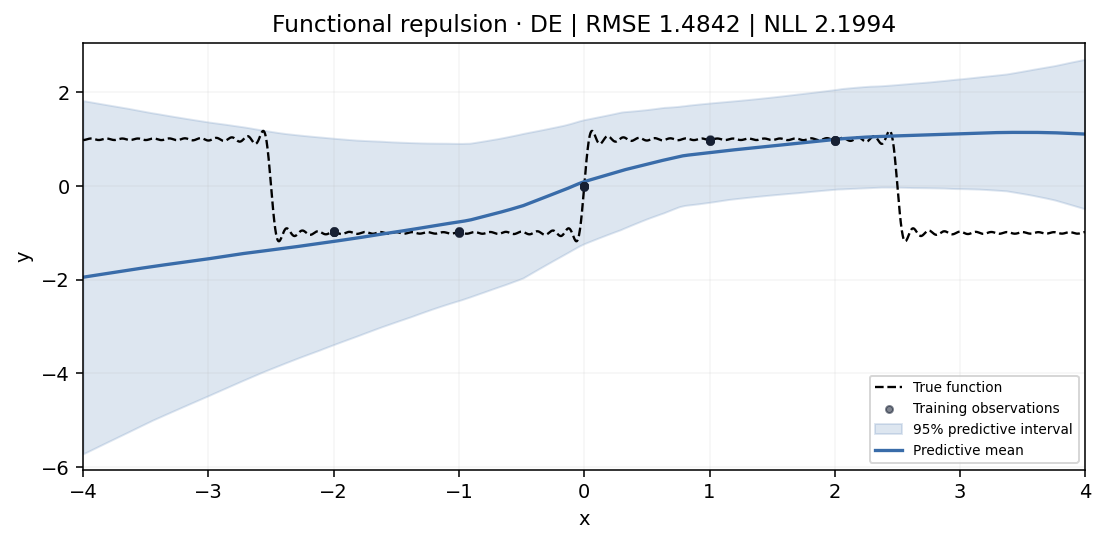 Functional repulsion · DE | RMSE 1.4842 | NLL 2.1994
y
2
0
−2
−4
−6
True function
Training observations
95% predictive interval
Predictive mean
−4 −3 −2 −1 0 1 2 3 4
x